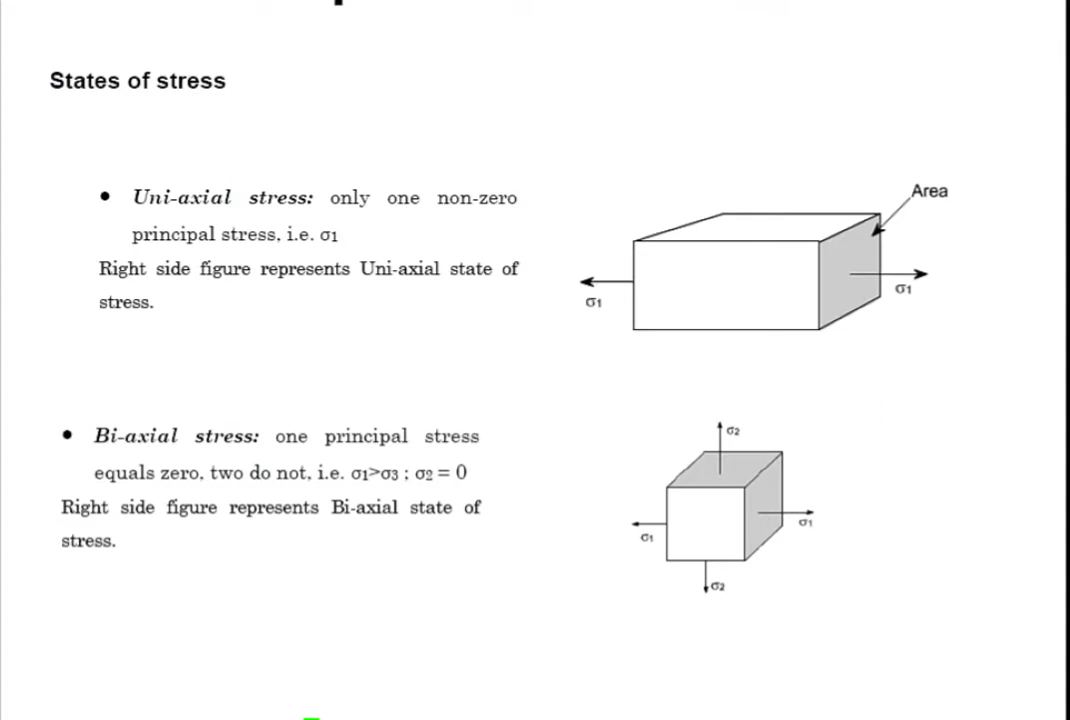 States of stress
• Uni-axial stress: only one non-zero
principal stress, i.e. σ1
Right side figure represents Uni-axial state of
stress.
Area
σ1
σ1
• Bi-axial stress: one principal stress
equals zero, two do not, i.e. σ1>σ3 ; σ2 = 0
Right side figure represents Bi-axial state of
stress.
σ2
σ1
σ1
σ2